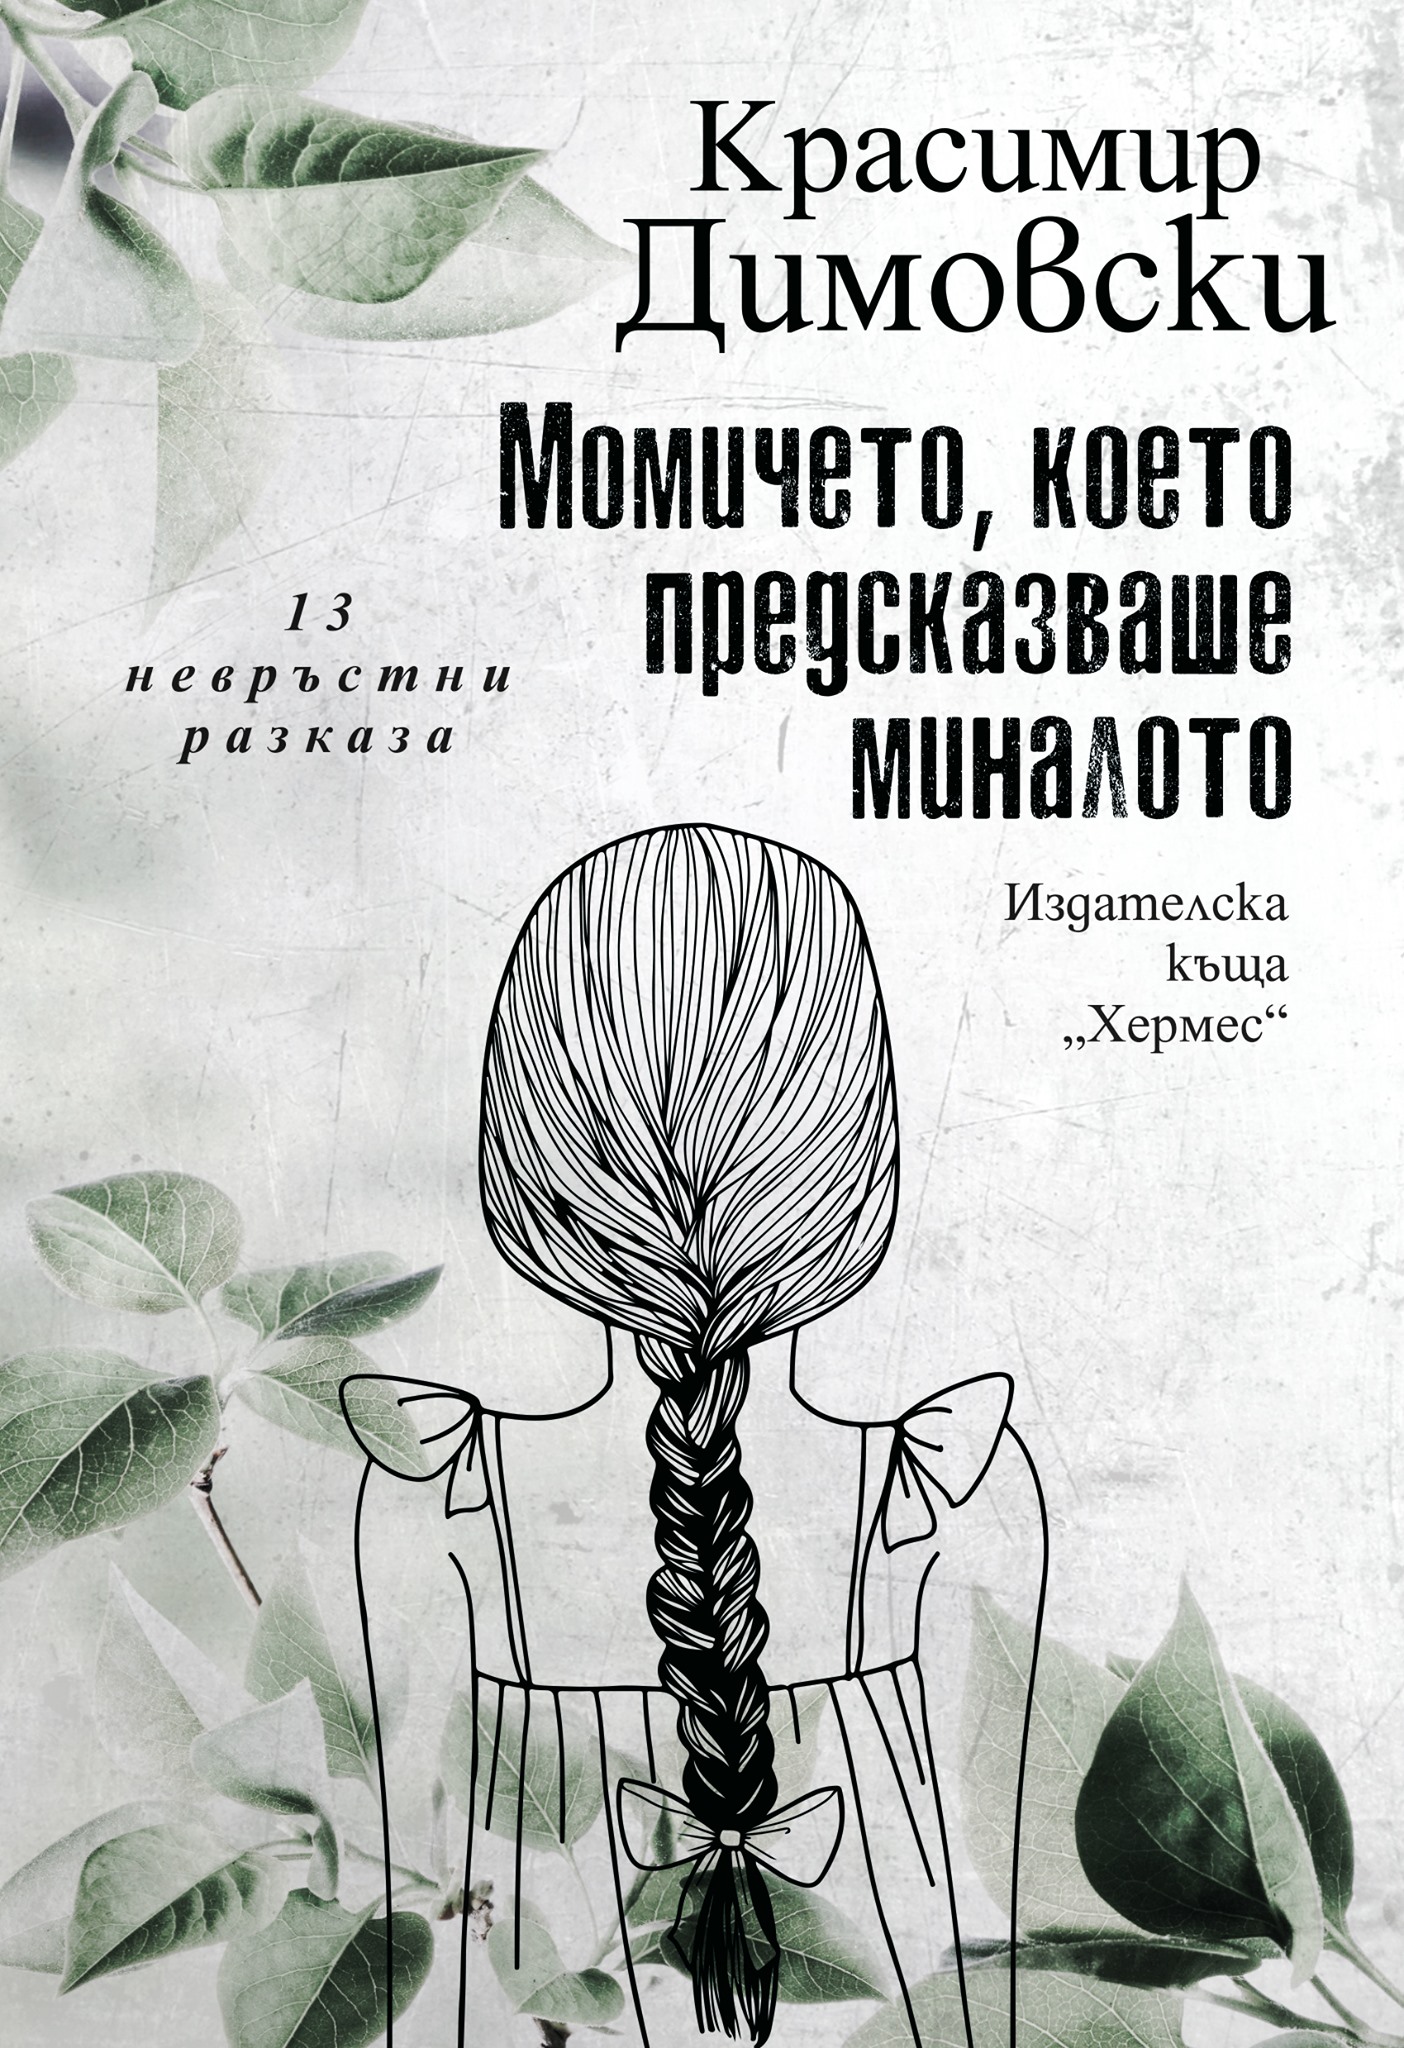 Красимир
Димовски
Момичето, което
предсказваше
миналото
13
невръстни
разказа
Издателска
къща
„Хермес“